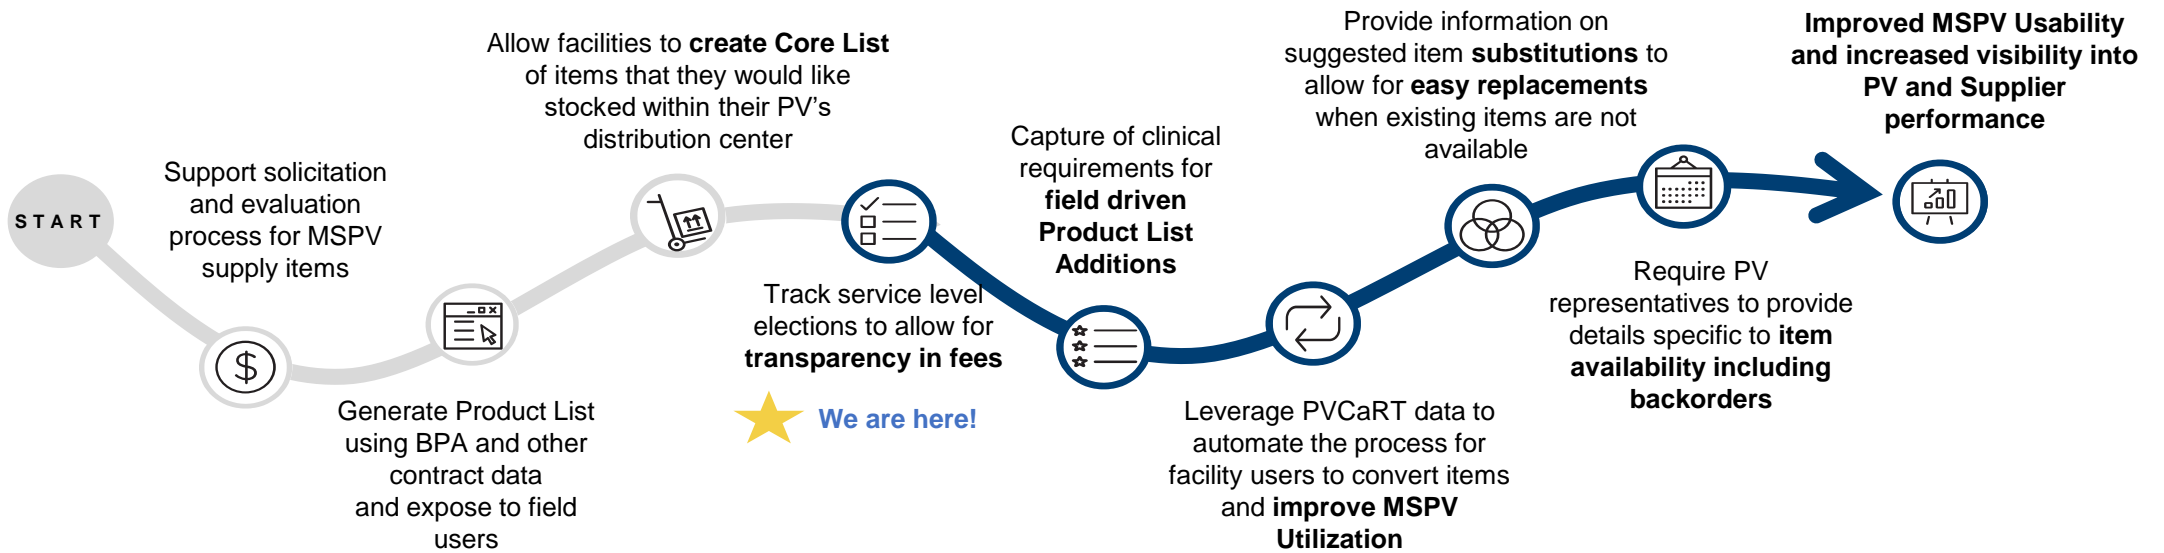 START
Support solicitation
and evaluation
process for MSPV
supply items
Generate Product List
using BPA and other
contract data
and expose to field
users
Allow facilities to create Core List
of items that they would like
stocked within their PV's
distribution center
Track service level
elections to allow for
transparency in fees
We are here!
Capture of clinical
requirements for
field driven
Product List
Additions
Leverage PVCaRT data to
automate the process for
facility users to convert items
and improve MSPV
Utilization
Provide information on
suggested item substitutions to
allow for easy replacements
when existing items are not
available
Require PV
representatives to provide
details specific to item
availability including
backorders
Improved MSPV Usability
and increased visibility into
PV and Supplier
performance